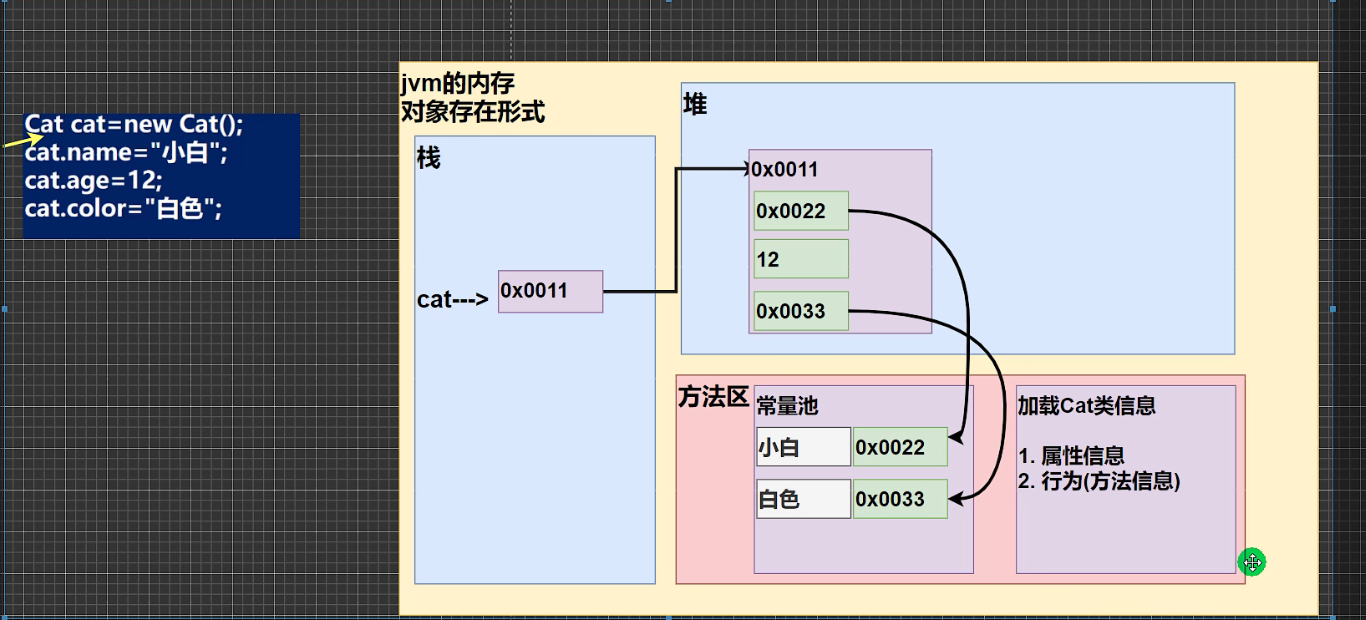 Cat cat=new Cat();
cat.name="小白";
cat.age=12;
cat.color="白色";
jvm的内存
对象存在形式
栈
cat---> 0x0011
堆
0x0011
0x0022
12
0x0033
方法区
常量池
小白 0x0022
白色 0x0033
加载Cat类信息
1. 属性信息
2. 行为(方法信息)